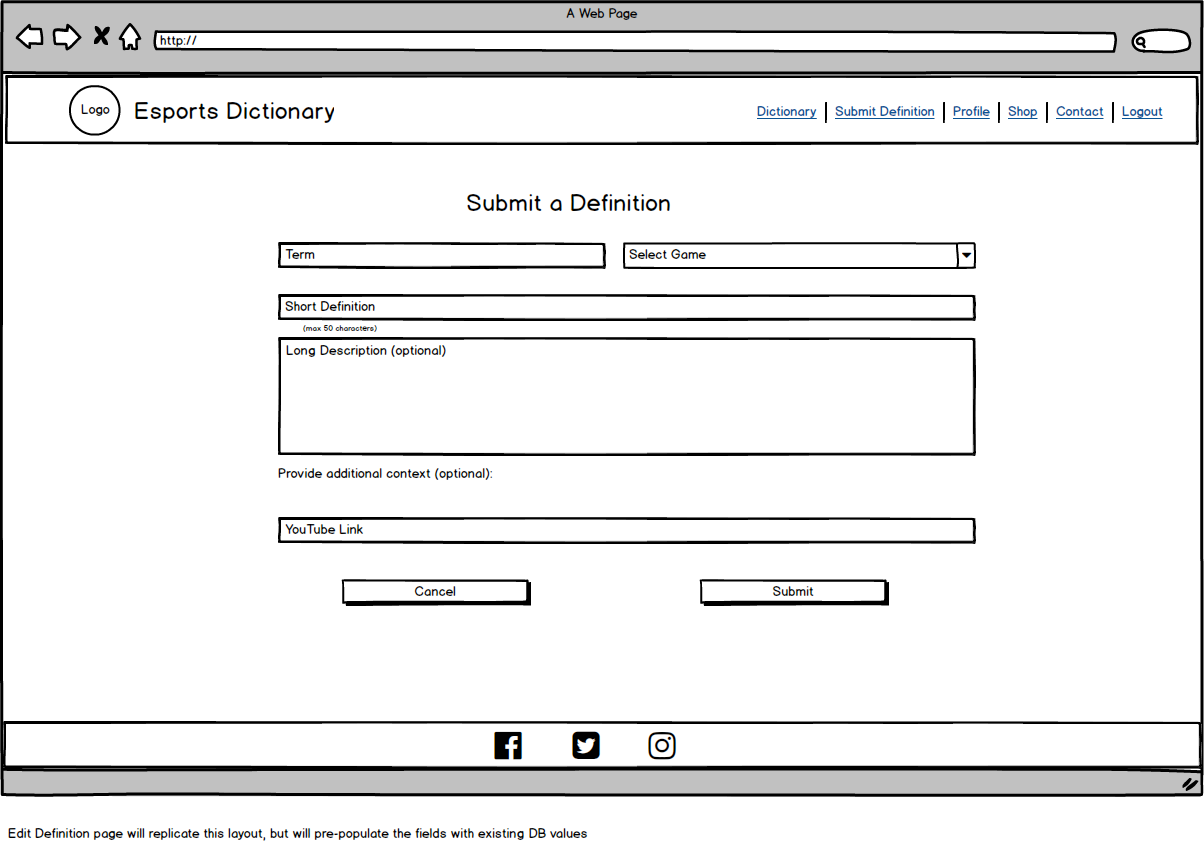 A Web Page
http://
Logo
Esports Dictionary
Dictionary | Submit Definition | Profile | Shop | Contact | Logout
Submit a Definition
Term
Select Game
Short Definition
(max 50 characters)
Long Description (optional)
Provide additional context (optional):
YouTube Link
Cancel
Submit
Edit Definition page will replicate this layout, but will pre-populate the fields with existing DB values